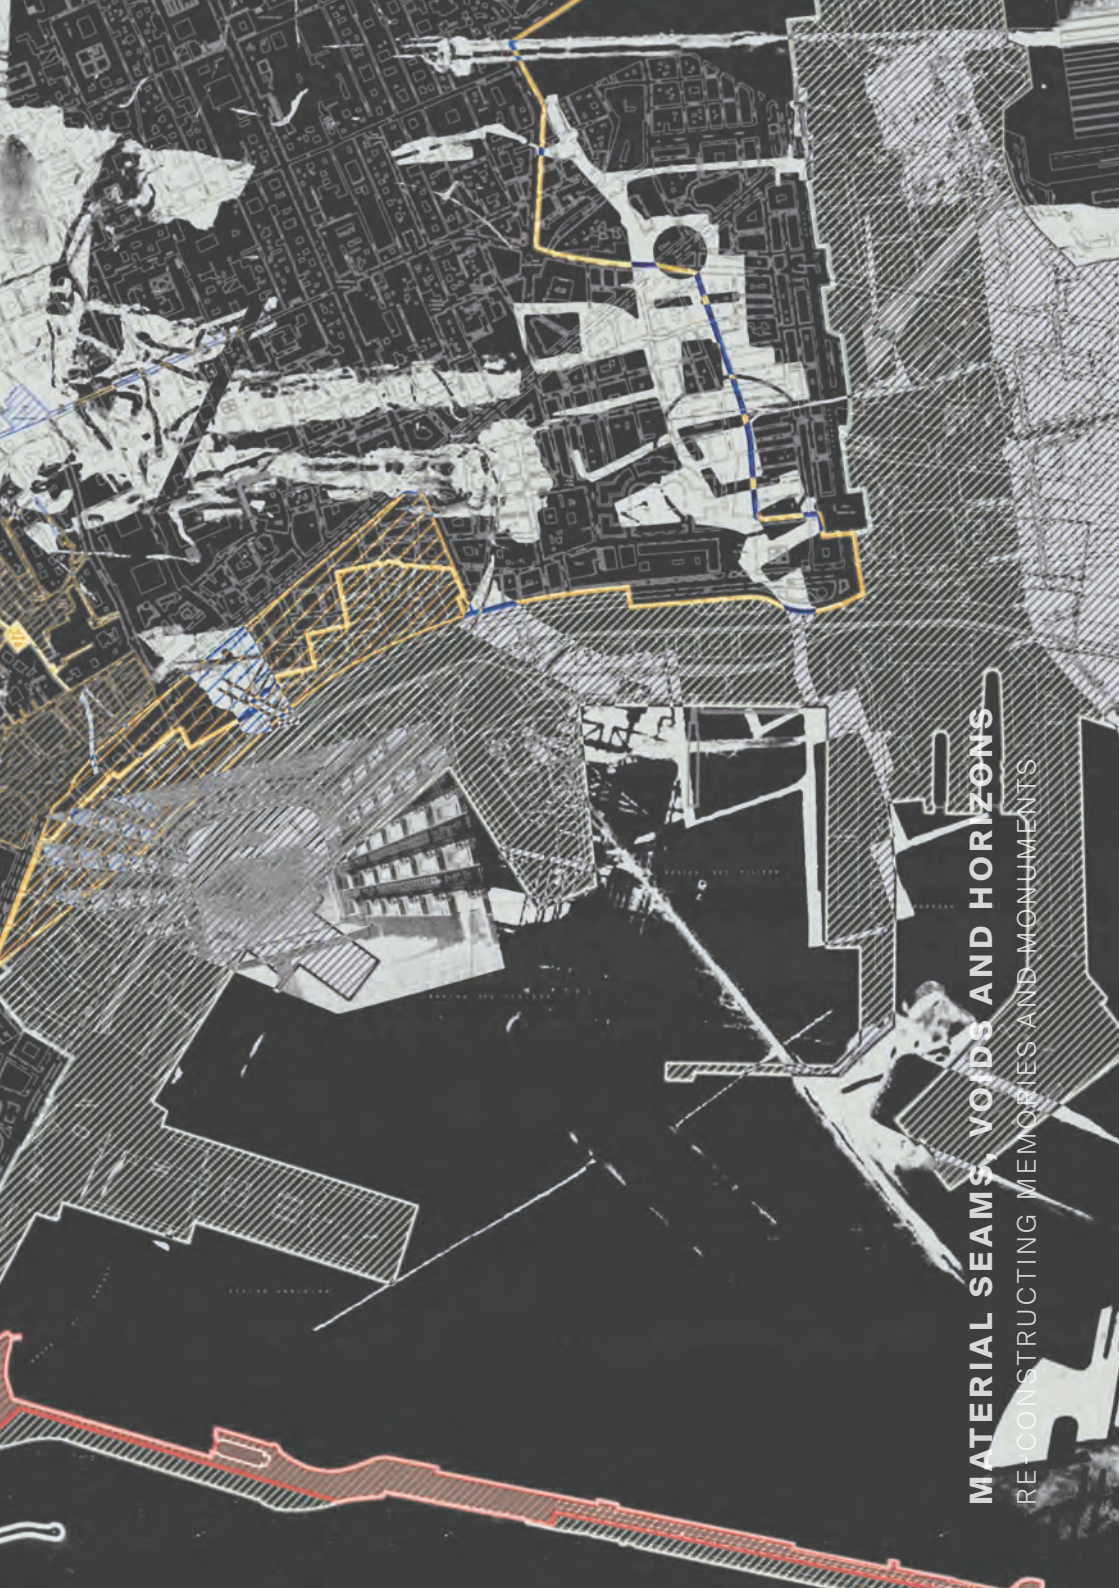 MATERIAL SEAMS, VOIDS AND HORIZONS
RE-CONSTRUCTING MEMORIES AND MONUMENTS